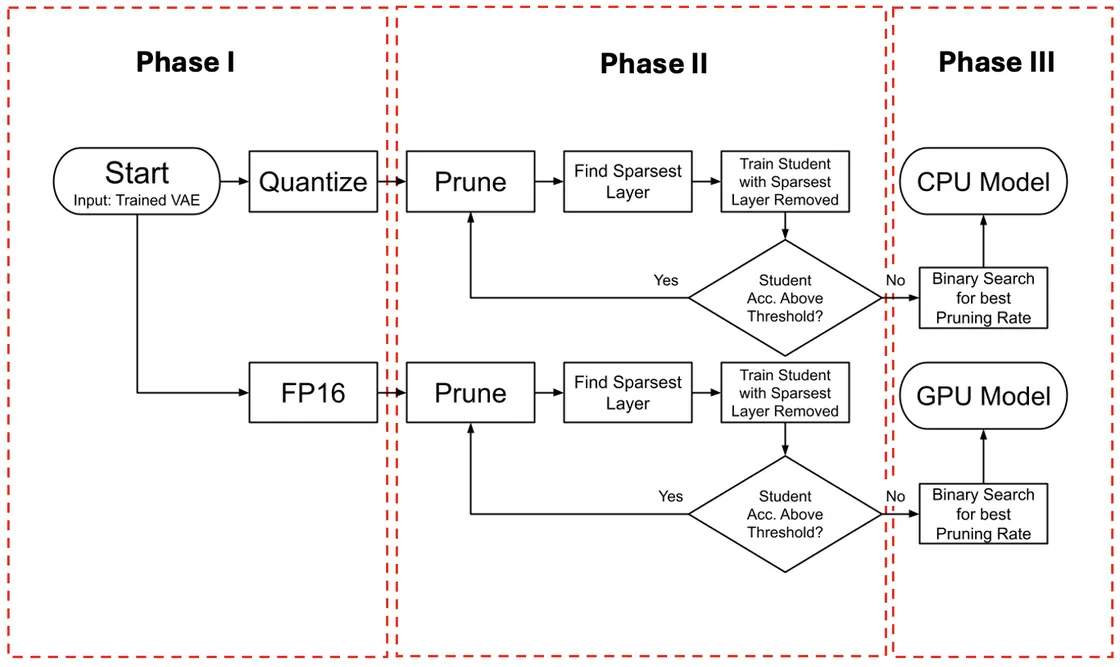 Phase I
Phase II
Phase III
Start
Input: Trained VAE
Quantize
Prune
Find Sparsest
Layer
Train Student
with Sparsest
Layer Removed
CPU Model
Yes
Student
Acc. Above
Threshold?
No
Binary Search
for best
Pruning Rate
FP16
Prune
Find Sparsest
Layer
Train Student
with Sparsest
Layer Removed
GPU Model
Yes
Student
Acc. Above
Threshold?
No
Binary Search
for best
Pruning Rate